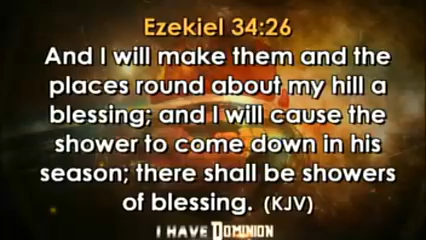 Ezekiel 34:26
And I will make them and the
places round about my hill a
blessing; and I will cause the
shower to come down in his
season; there shall be showers
of blessing. (KJV)
I HAVE DOMINION